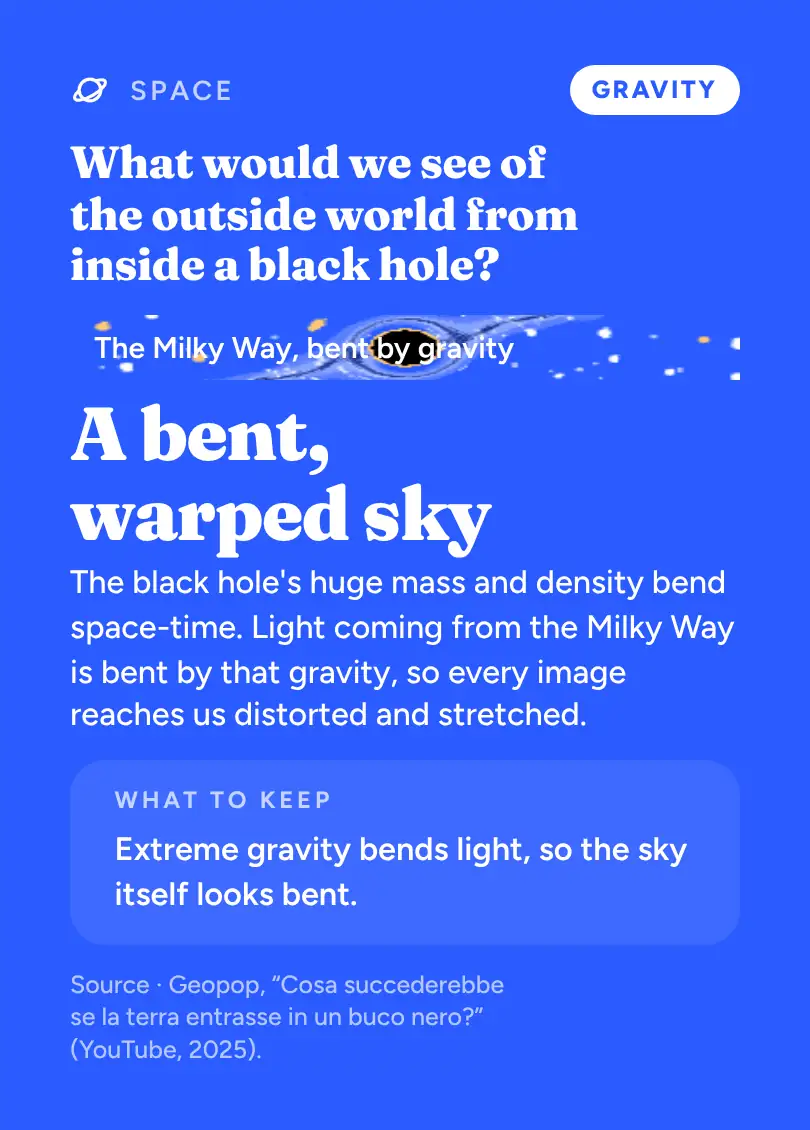 SPACE
GRAVITY
What would we see of
the outside world from
inside a black hole?
The Milky Way, bent by gravity
A bent,
warped sky
The black hole's huge mass and density bend
space-time. Light coming from the Milky Way
is bent by that gravity, so every image
reaches us distorted and stretched.
WHAT TO KEEP
Extreme gravity bends light, so the sky
itself looks bent.
Source · Geopop, “Cosa succederebbe
se la terra entrasse in un buco nero?”
(YouTube, 2025).